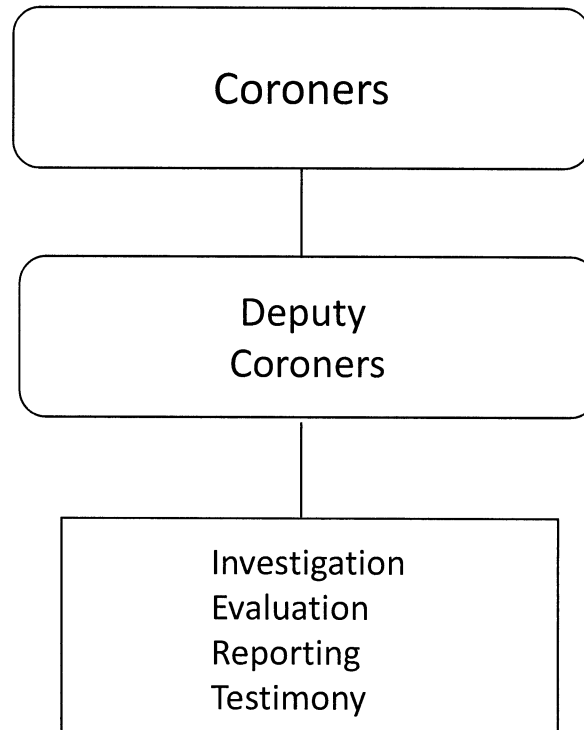 Coroners
Deputy
Coroners
Investigation
Evaluation
Reporting
Testimony